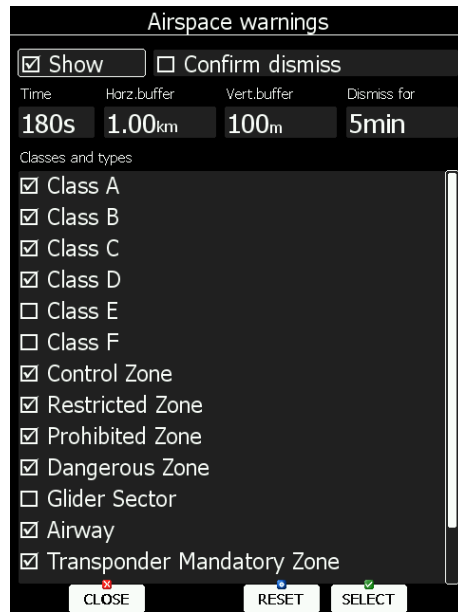 Airspace warnings
Show Confirm dismiss
Time Horz.buffer Vert.buffer Dismiss for
180s 1.00km 100m 5min
Classes and types
Class A
Class B
Class C
Class D
Class E
Class F
Control Zone
Restricted Zone
Prohibited Zone
Dangerous Zone
Glider Sector
Airway
Transponder Mandatory Zone
CLOSE RESET SELECT